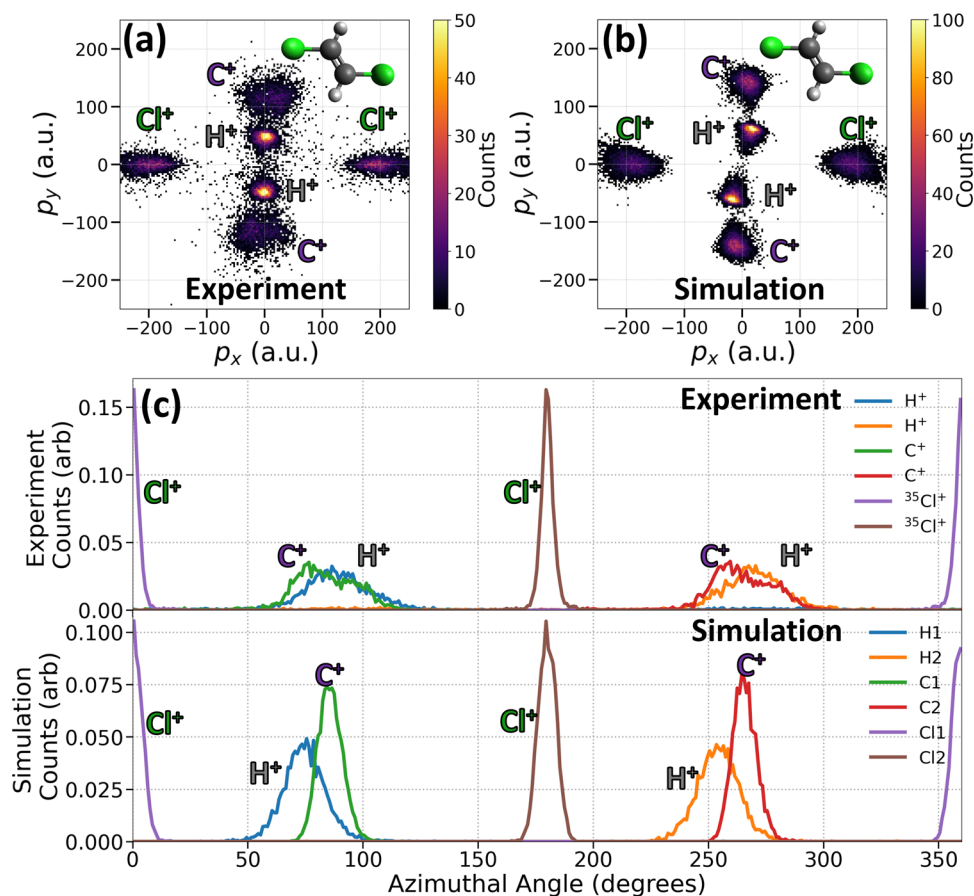 (a)
C⁺
Cl⁺
Cl⁺
H⁺
H⁺
C⁺
Experiment
200
100
0
−100
−200
p_y (a.u.)
−200 −100 0 100 200
p_x (a.u.)
50
40
30
20
10
0
Counts
(b)
C⁺
Cl⁺
Cl⁺
H⁺
H⁺
C⁺
Simulation
200
100
0
−100
−200
p_y (a.u.)
−200 −100 0 100 200
p_x (a.u.)
100
80
60
40
20
0
Counts
(c)
Experiment
0.15
0.10
0.05
0.00
Experiment
Counts (arb)
Cl⁺
C⁺
H⁺
Cl⁺
C⁺
H⁺
H⁺
H⁺
C⁺
C⁺
³⁵Cl⁺
³⁵Cl⁺
Simulation
0.100
0.075
0.050
0.025
0.000
Simulation
Counts (arb)
Cl⁺
H⁺
C⁺
Cl⁺
H⁺
C⁺
H1
H2
C1
C2
Cl1
Cl2
0 50 100 150 200 250 300 350
Azimuthal Angle (degrees)